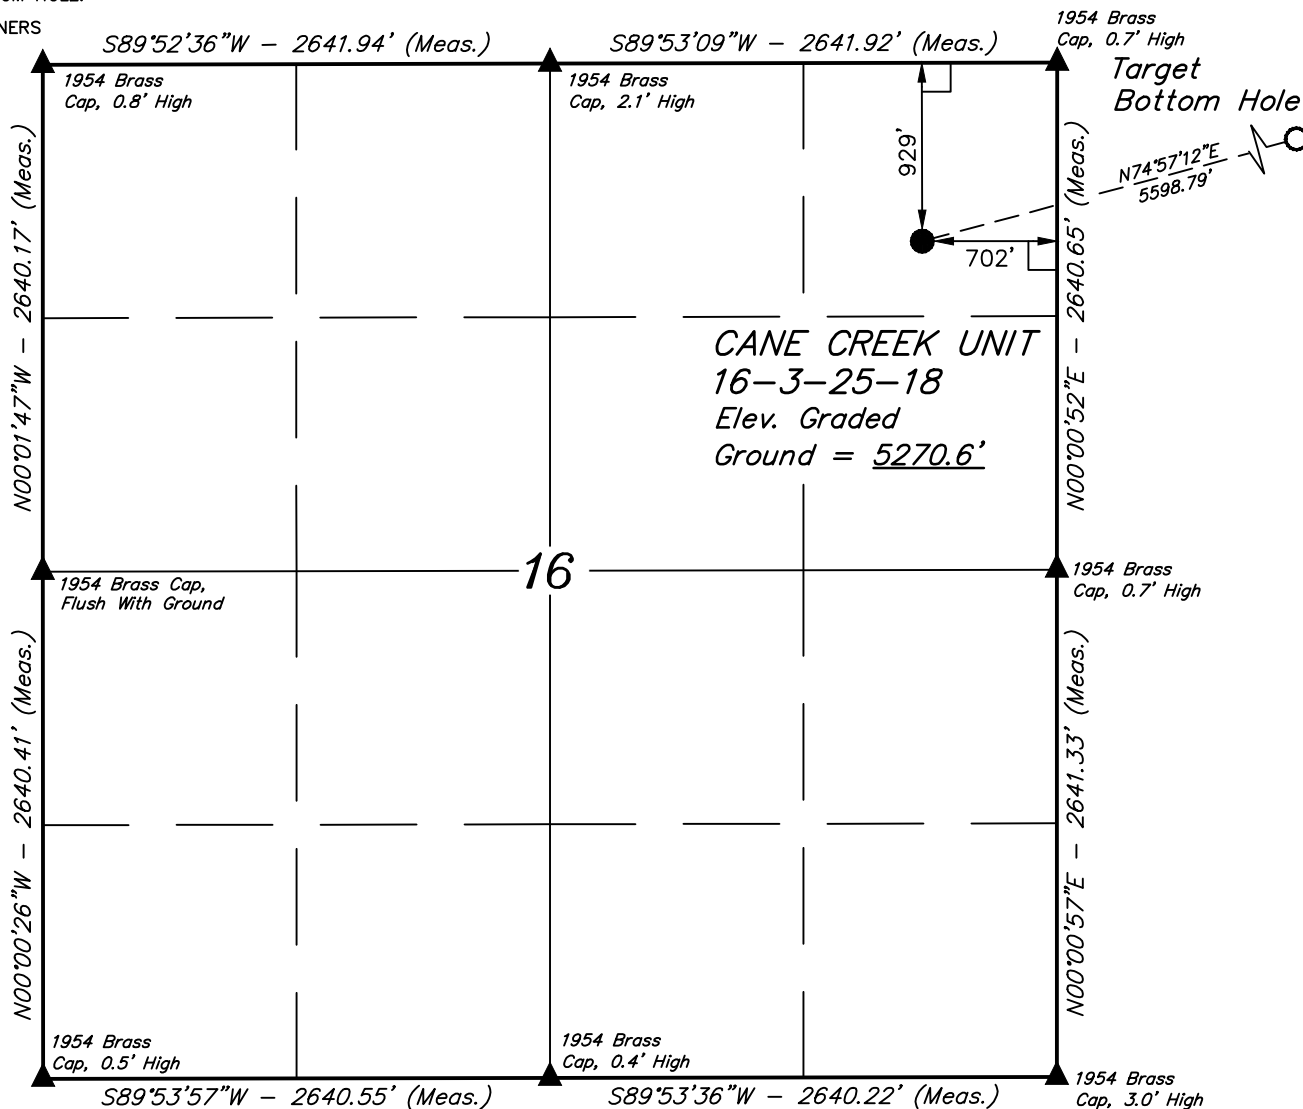 NERS
S89°52'36"W - 2641.94' (Meas.)
S89°53'09"W - 2641.92' (Meas.)
1954 Brass
Cap, 0.7' High
Target
Bottom Hole
1954 Brass
Cap, 0.8' High
1954 Brass
Cap, 2.1' High
N00°01'47"W - 2640.17' (Meas.)
929'
702'
N74°57'12"E
5598.79'
N00°00'52"E - 2640.65' (Meas.)
CANE CREEK UNIT
16-3-25-18
Elev. Graded
Ground = 5270.6'
16
1954 Brass Cap,
Flush With Ground
1954 Brass
Cap, 0.7' High
N00°00'26"W - 2640.41' (Meas.)
N00°00'57"E - 2641.33' (Meas.)
1954 Brass
Cap, 0.5' High
1954 Brass
Cap, 0.4' High
1954 Brass
Cap, 3.0' High
S89°53'57"W - 2640.55' (Meas.)
S89°53'36"W - 2640.22' (Meas.)